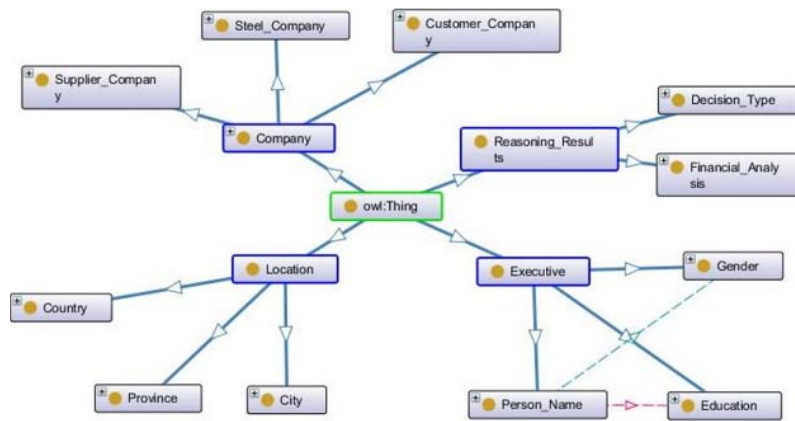 Steel_Company
Customer_Compan
y
Supplier_Compan
y
Company
Decision_Type
Reasoning_Resul
ts
Financial_Analy
sis
owl:Thing
Location
Executive
Gender
Country
Province
City
Person_Name
Education